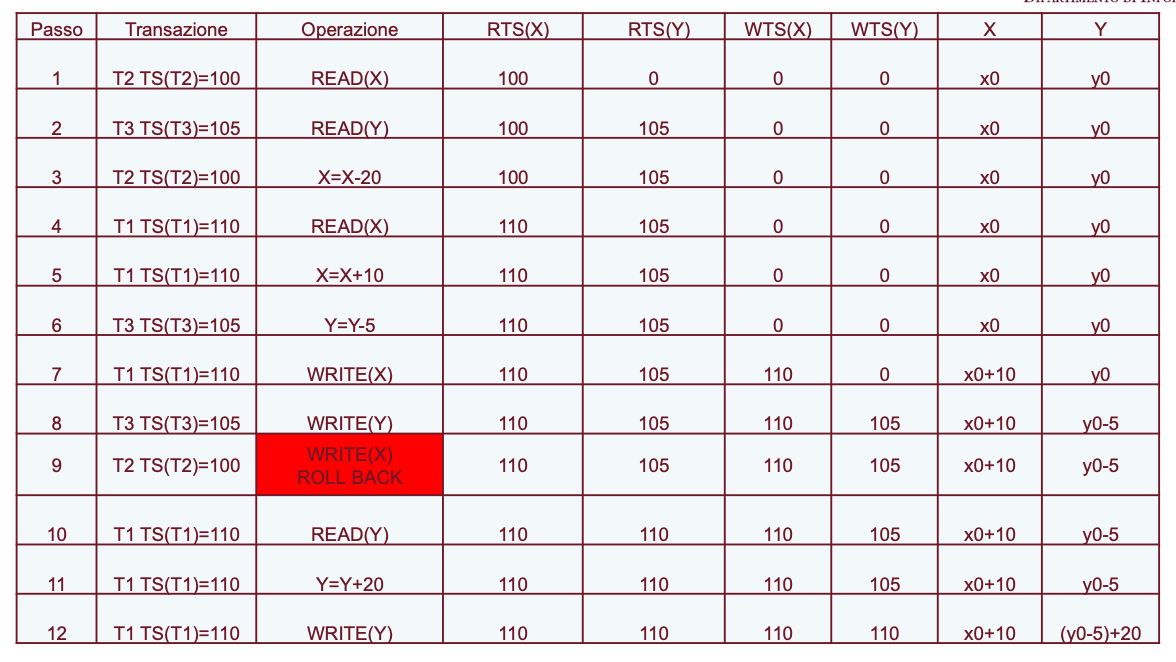 Passo Transazione Operazione RTS(X) RTS(Y) WTS(X) WTS(Y) X Y
1 T2 TS(T2)=100 READ(X) 100 0 0 0 x0 y0
2 T3 TS(T3)=105 READ(Y) 100 105 0 0 x0 y0
3 T2 TS(T2)=100 X=X-20 100 105 0 0 x0 y0
4 T1 TS(T1)=110 READ(X) 110 105 0 0 x0 y0
5 T1 TS(T1)=110 X=X+10 110 105 0 0 x0 y0
6 T3 TS(T3)=105 Y=Y-5 110 105 0 0 x0 y0
7 T1 TS(T1)=110 WRITE(X) 110 105 110 0 x0+10 y0
8 T3 TS(T3)=105 WRITE(Y) 110 105 110 105 x0+10 y0-5
9 T2 TS(T2)=100 WRITE(X) ROLL BACK 110 105 110 105 x0+10 y0-5
10 T1 TS(T1)=110 READ(Y) 110 110 110 105 x0+10 y0-5
11 T1 TS(T1)=110 Y=Y+20 110 110 110 105 x0+10 y0-5
12 T1 TS(T1)=110 WRITE(Y) 110 110 110 110 x0+10 (y0-5)+20